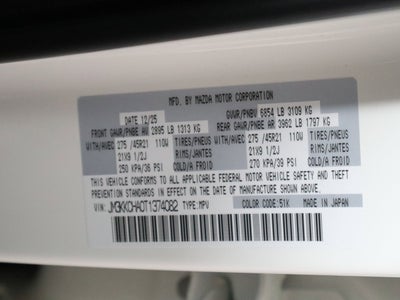 MFD. BY MAZDA MOTOR CORPORATION
DATE 12/25 GVWR/PNBV 6854 LB 3109 KG
FRONT GAWR/PNBE AV 2895 LB 1313 KG REAR GAWR/PNBE AR 3962 LB 1797 KG
WITH/AVEC 275 /45R21 110W TIRES/PNEUS WITH/AVEC 275 /45R21 110W TIRES/PNEUS
21X9 1/2J RIMS/JANTES 21X9 1/2J RIMS/JANTES
250 KPA/36 PSI COLD/A FROID 270 KPA/39 PSI COLD/A FROID
THIS VEHICLE CONFORMS TO ALL APPLICABLE FEDERAL MOTOR VEHICLE SAFETY AND THEFT
PREVENTION STANDARDS IN EFFECT ON THE DATE OF MANUFACTURE SHOWN ABOVE.
VIN: JM3KKCHA0T1374082 TYPE:MPV COLOR CODE:51K MADE IN JAPAN